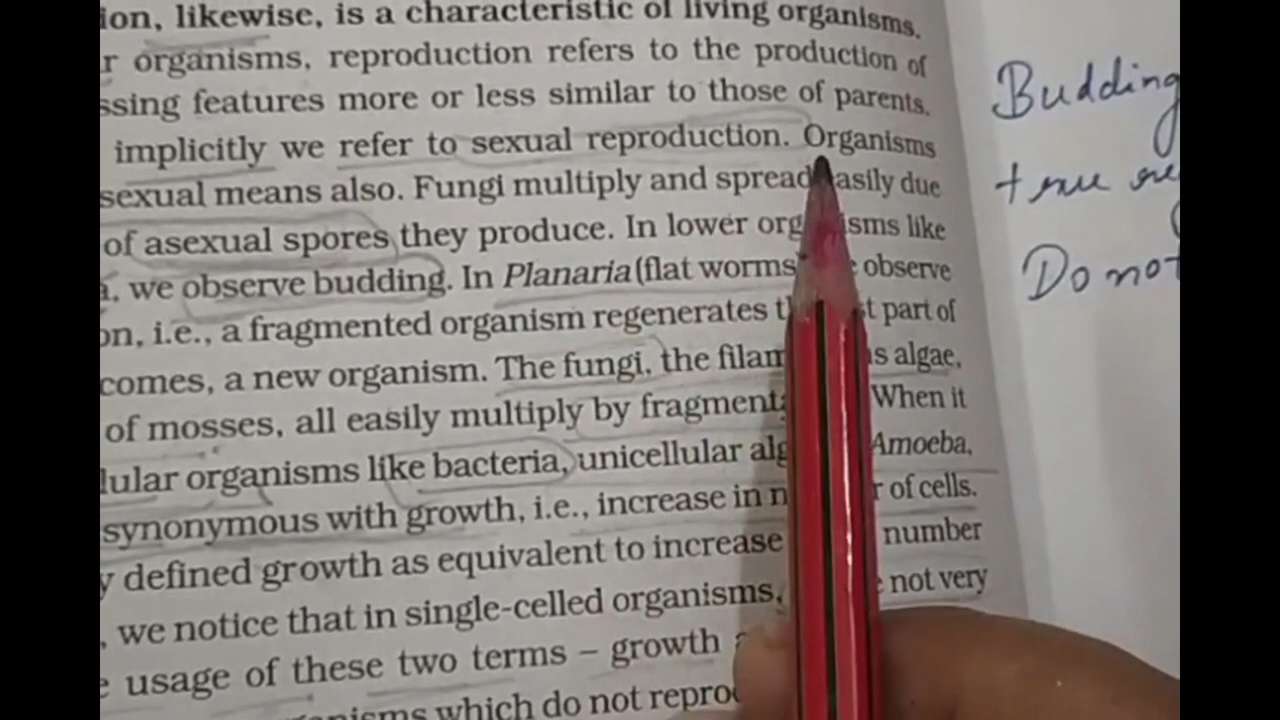 ion, likewise, is a characteristic of living organisms.
r organisms, reproduction refers to the production of
ssing features more or less similar to those of parents.
implicitly we refer to sexual reproduction. Organisms
sexual means also. Fungi multiply and spread easily due
of asexual spores they produce. In lower org isms like
a, we observe budding. In Planaria (flat worms observe
on, i.e., a fragmented organism regenerates t t part of
comes, a new organism. The fungi, the filam s algae,
of mosses, all easily multiply by fragmenta When it
lular organisms like bacteria, unicellular alg Amoeba,
synonymous with growth, i.e., increase in n r of cells.
y defined growth as equivalent to increase number
, we notice that in single-celled organisms, not very
e usage of these two terms – growth a
anisms which do not repro
Budding
true
Do not